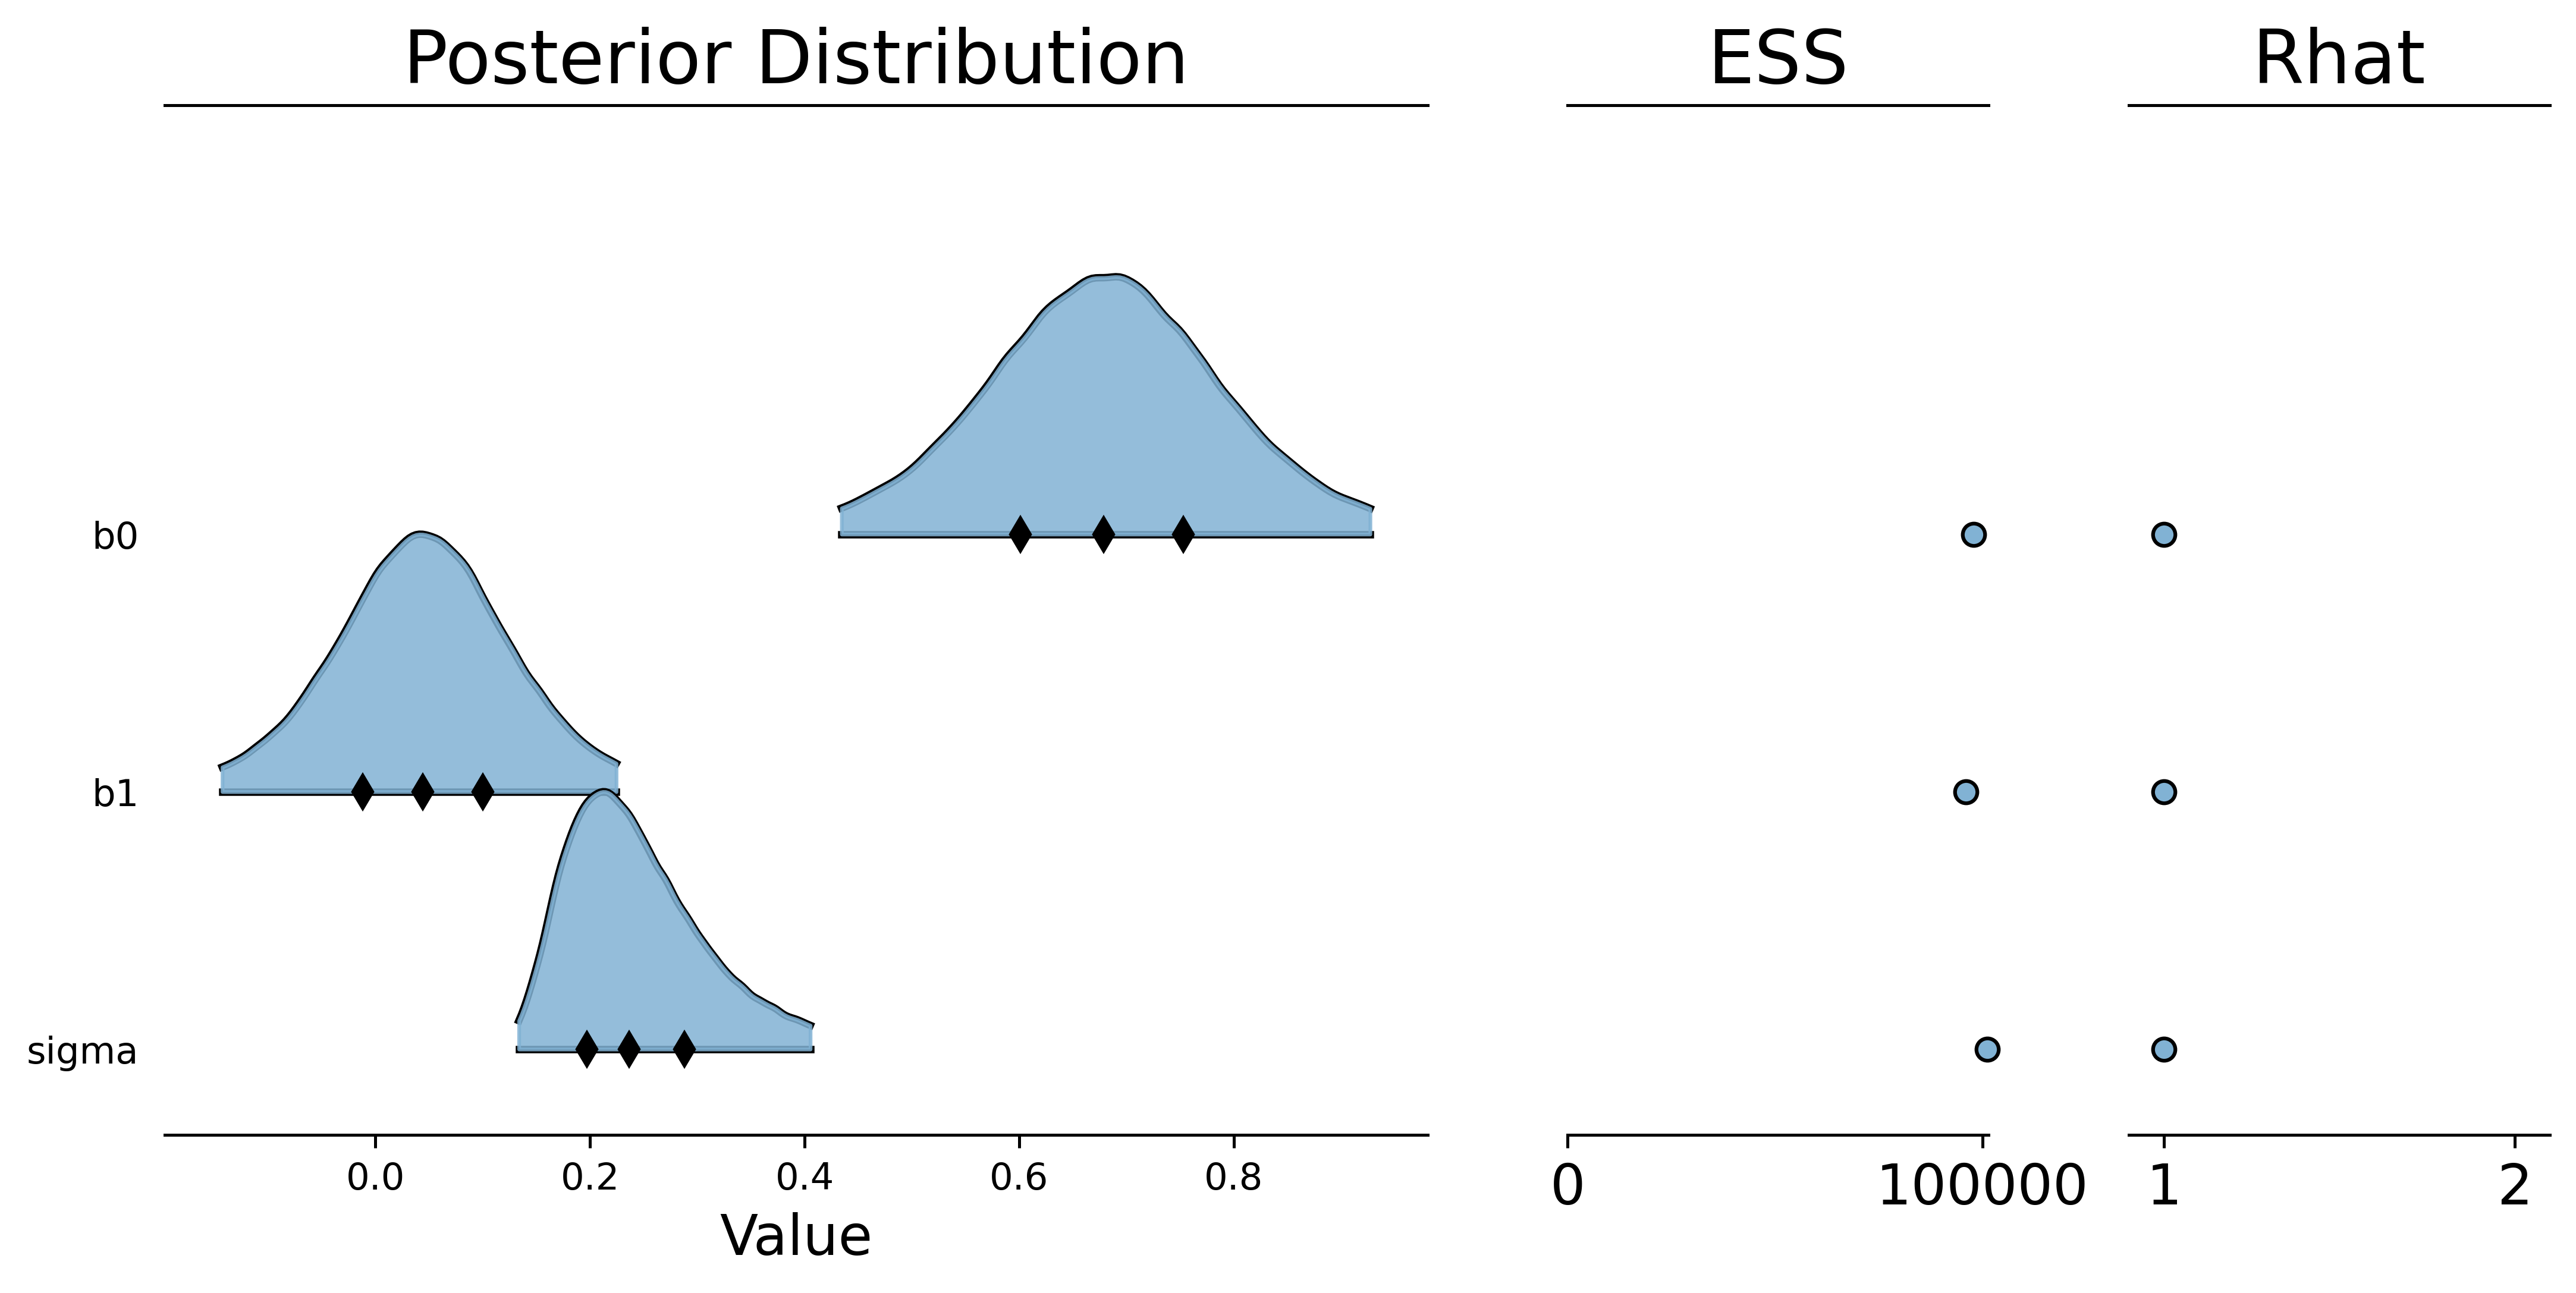 Posterior Distribution
ESS
Rhat
b0
b1
sigma
0.0 0.2 0.4 0.6 0.8
0 100000
1 2
Value